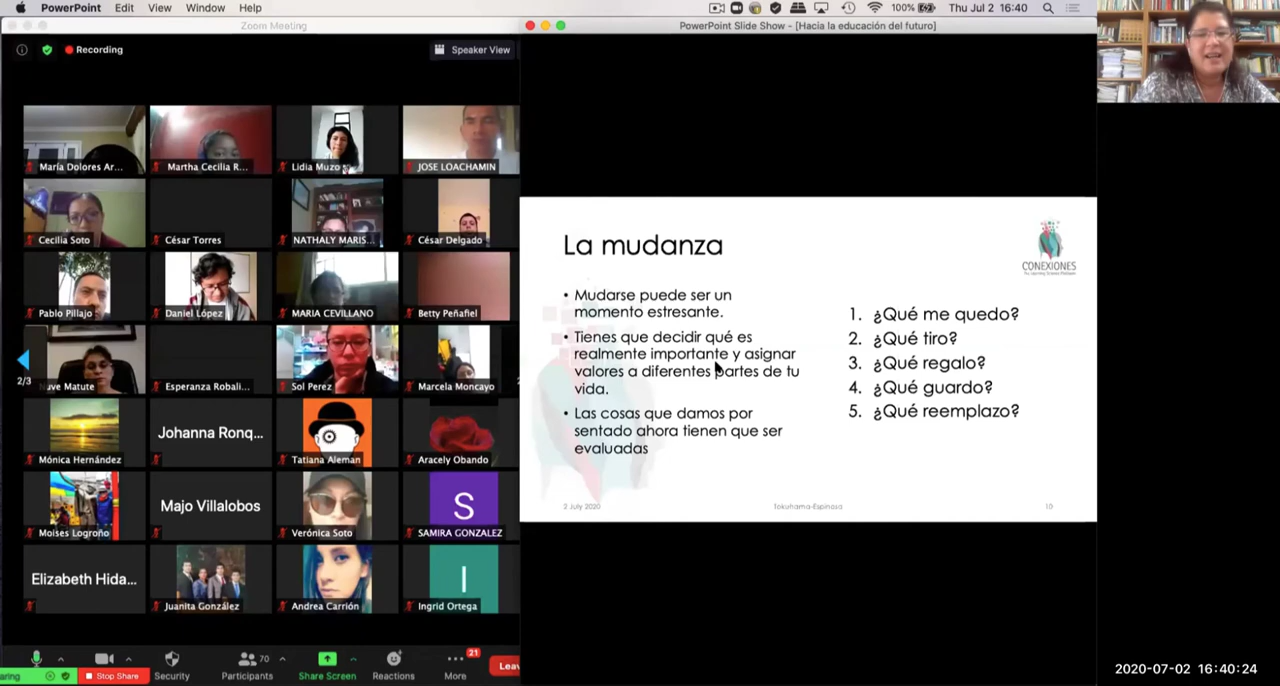 PowerPoint Edit View Window Help
100% Thu Jul 2 16:40
Zoom Meeting
PowerPoint Slide Show - [Hacia la educación del futuro]
Recording
Speaker View
María Dolores Ar...
Martha Cecilia R...
Lidia Muzo
JOSE LOACHAMIN
Cecilia Soto
César Torres
NATHALY MARIS...
César Delgado
Pablo Pillajo
Daniel López
MARIA CEVILLANO
Betty Peñafiel
2/3
uve Matute
Esperanza Robali...
Sol Perez
Marcela Moncayo
Mónica Hernández
Johanna Ronq...
Tatiana Aleman
Aracely Obando
Moises Logroño
Majo Villalobos
Verónica Soto
S
SAMIRA GONZALEZ
Elizabeth Hida...
Juanita González
Andrea Carrión
I
Ingrid Ortega
La mudanza
CONEXIONES
• Mudarse puede ser un
momento estresante.
• Tienes que decidir qué es
realmente importante y asignar
valores a diferentes partes de tu
vida.
• Las cosas que damos por
sentado ahora tienen que ser
evaluadas
1. ¿Qué me quedo?
2. ¿Qué tiro?
3. ¿Qué regalo?
4. ¿Qué guardo?
5. ¿Qué reemplazo?
2 July 2020
Tokuhama-Espinosa
10
70
21
aring
Stop Share
Security
Participants
Share Screen
Reactions
More
Leav
2020-07-02 16:40:24